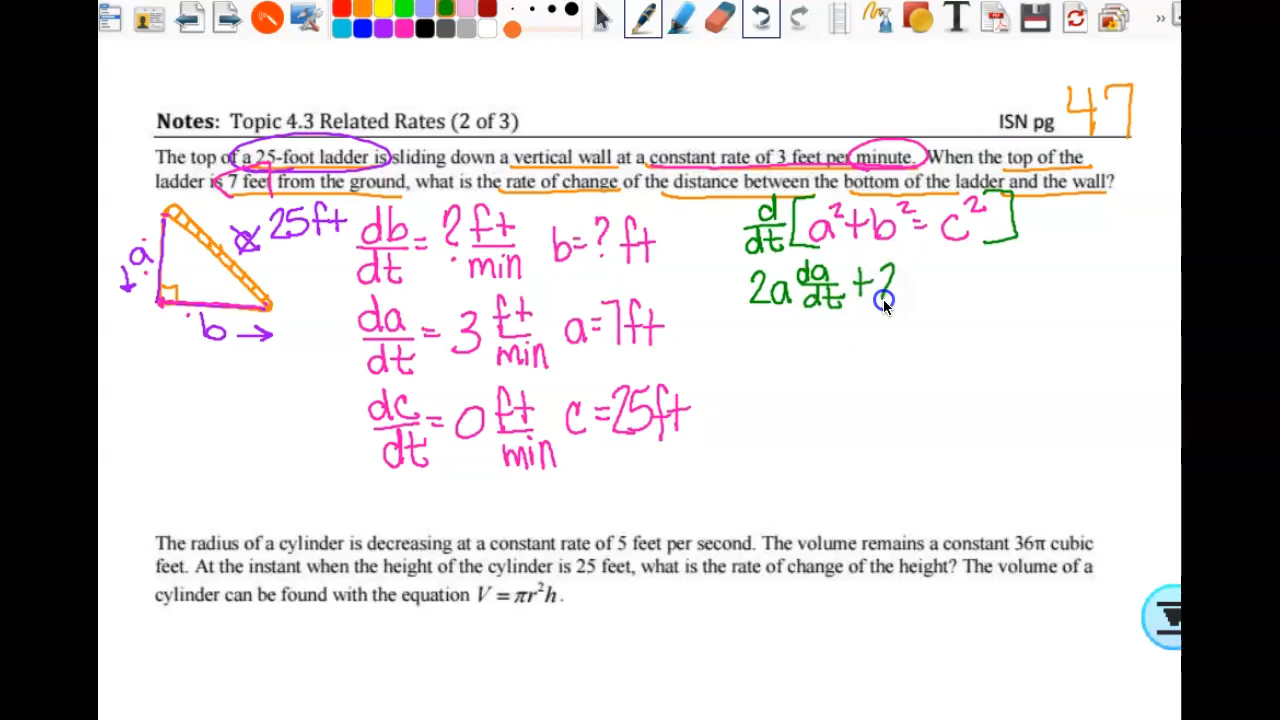 Notes: Topic 4.3 Related Rates (2 of 3) ISN pg 47
The top of a 25-foot ladder is sliding down a vertical wall at a constant rate of 3 feet per minute. When the top of the
ladder is 7 feet from the ground, what is the rate of change of the distance between the bottom of the ladder and the wall?
a
25ft
b
db/dt = ? ft/min b = ? ft
da/dt = 3 ft/min a = 7ft
dc/dt = 0 ft/min c = 25ft
d/dt [a² + b² = c²]
2a da/dt + 2
The radius of a cylinder is decreasing at a constant rate of 5 feet per second. The volume remains a constant 36π cubic
feet. At the instant when the height of the cylinder is 25 feet, what is the rate of change of the height? The volume of a
cylinder can be found with the equation V = πr²h.